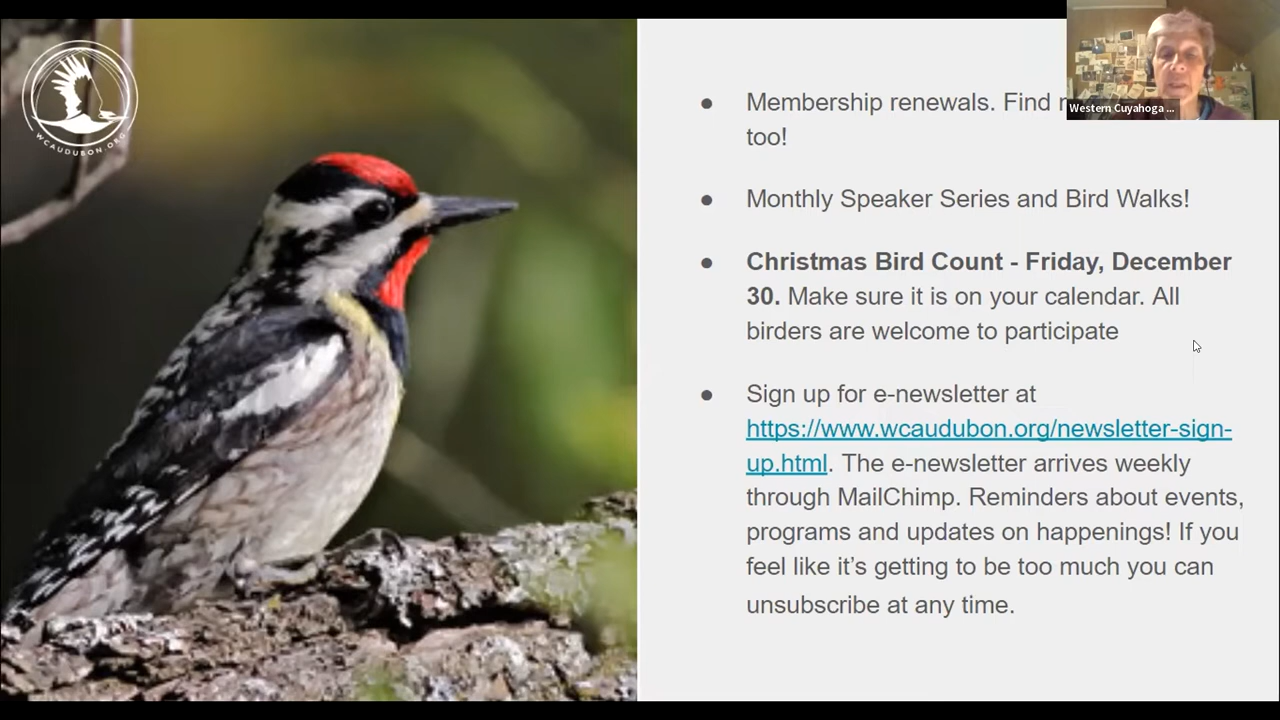 WCAUDUBON.ORG
Membership renewals. Find
too!
Monthly Speaker Series and Bird Walks!
Christmas Bird Count - Friday, December
30. Make sure it is on your calendar. All
birders are welcome to participate
Sign up for e-newsletter at
https://www.wcaudubon.org/newsletter-sign-
up.html. The e-newsletter arrives weekly
through MailChimp. Reminders about events,
programs and updates on happenings! If you
feel like it’s getting to be too much you can
unsubscribe at any time.
Western Cuyahoga ...